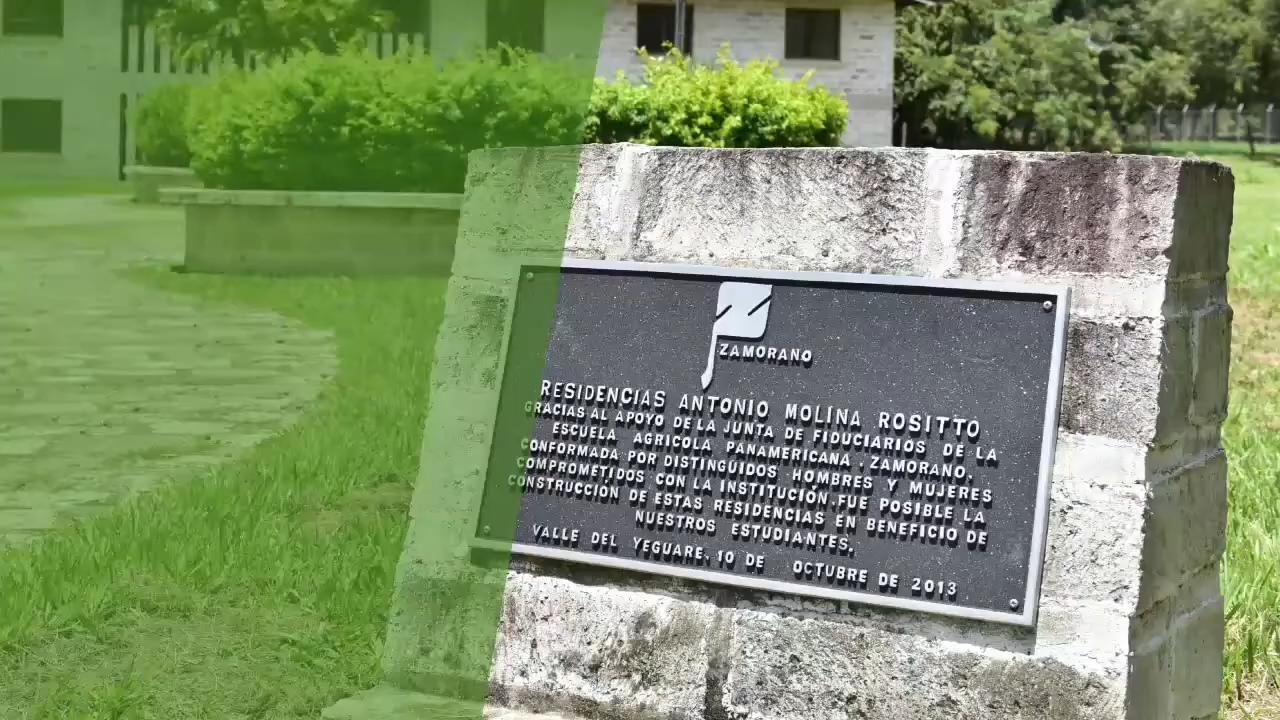 ZAMORANO
RESIDENCIAS ANTONIO MOLINA ROSITTO
GRACIAS AL APOYO DE LA JUNTA DE FIDUCIARIOS DE LA
ESCUELA AGRICOLA PANAMERICANA, ZAMORANO,
CONFORMADA POR DISTINGUIDOS HOMBRES Y MUJERES
COMPROMETIDOS CON LA INSTITUCIÓN, FUE POSIBLE LA
CONSTRUCCIÓN DE ESTAS RESIDENCIAS EN BENEFICIO DE
NUESTROS ESTUDIANTES.
VALLE DEL YEGUARE, 10 DE OCTUBRE DE 2013